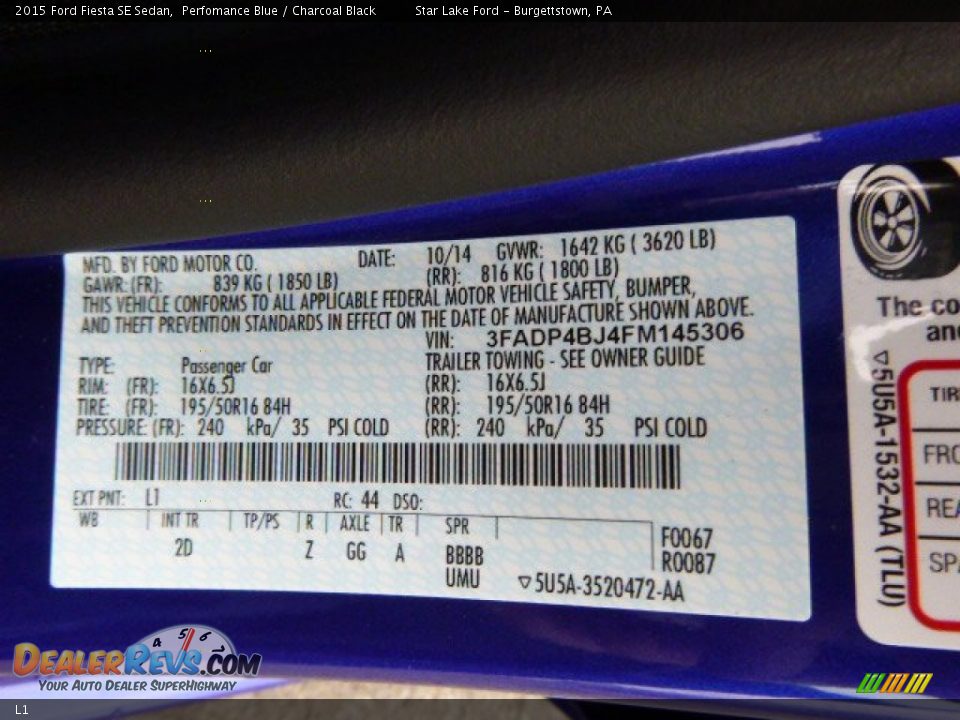 2015 Ford Fiesta SE Sedan,  Perfomance Blue / Charcoal Black  Star Lake Ford - Burgettstown, PA
MFD. BY FORD MOTOR CO. DATE: 10/14 GVWR: 1642 KG ( 3620 LB)
GAWR: (FR): 839 KG ( 1850 LB) (RR): 816 KG ( 1800 LB)
THIS VEHICLE CONFORMS TO ALL APPLICABLE FEDERAL MOTOR VEHICLE SAFETY, BUMPER,
AND THEFT PREVENTION STANDARDS IN EFFECT ON THE DATE OF MANUFACTURE SHOWN ABOVE.
VIN: 3FADP4BJ4FM145306
TYPE: Passenger Car TRAILER TOWING - SEE OWNER GUIDE
RIM: (FR): 16X6.5J (RR): 16X6.5J
TIRE: (FR): 195/50R16 84H (RR): 195/50R16 84H
PRESSURE: (FR): 240 kPa/ 35 PSI COLD (RR): 240 kPa/ 35 PSI COLD
EXT PNT: L1 RC: 44 DSO:
WB INT TR TP/PS R AXLE TR SPR
F0067
2D Z GG A BBBB R0087
UMU ▽5U5A-3520472-AA
The co
and
▽5U5A-1532-AA (TLU)
TIR
FRO
REA
SPA
4 5 6
DEALERREVS.COM
YOUR AUTO DEALER SUPERHIGHWAY
L1